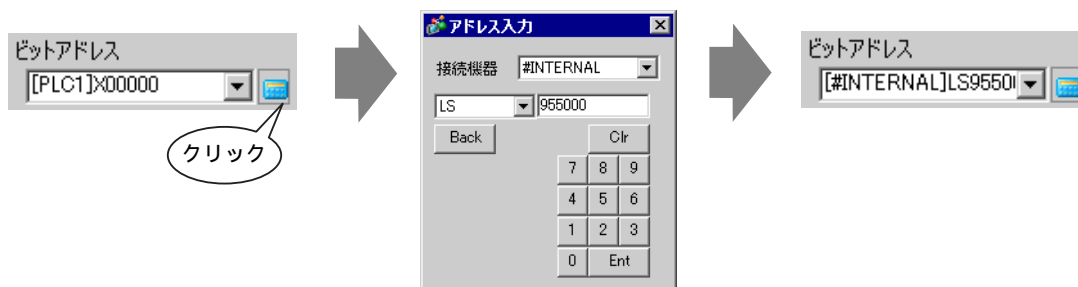 ビットアドレス
[PLC1]X00000
クリック
アドレス入力
接続機器 #INTERNAL
LS 955000
Back Clr
7 8 9
4 5 6
1 2 3
0 Ent
ビットアドレス
[#INTERNAL]LS9550